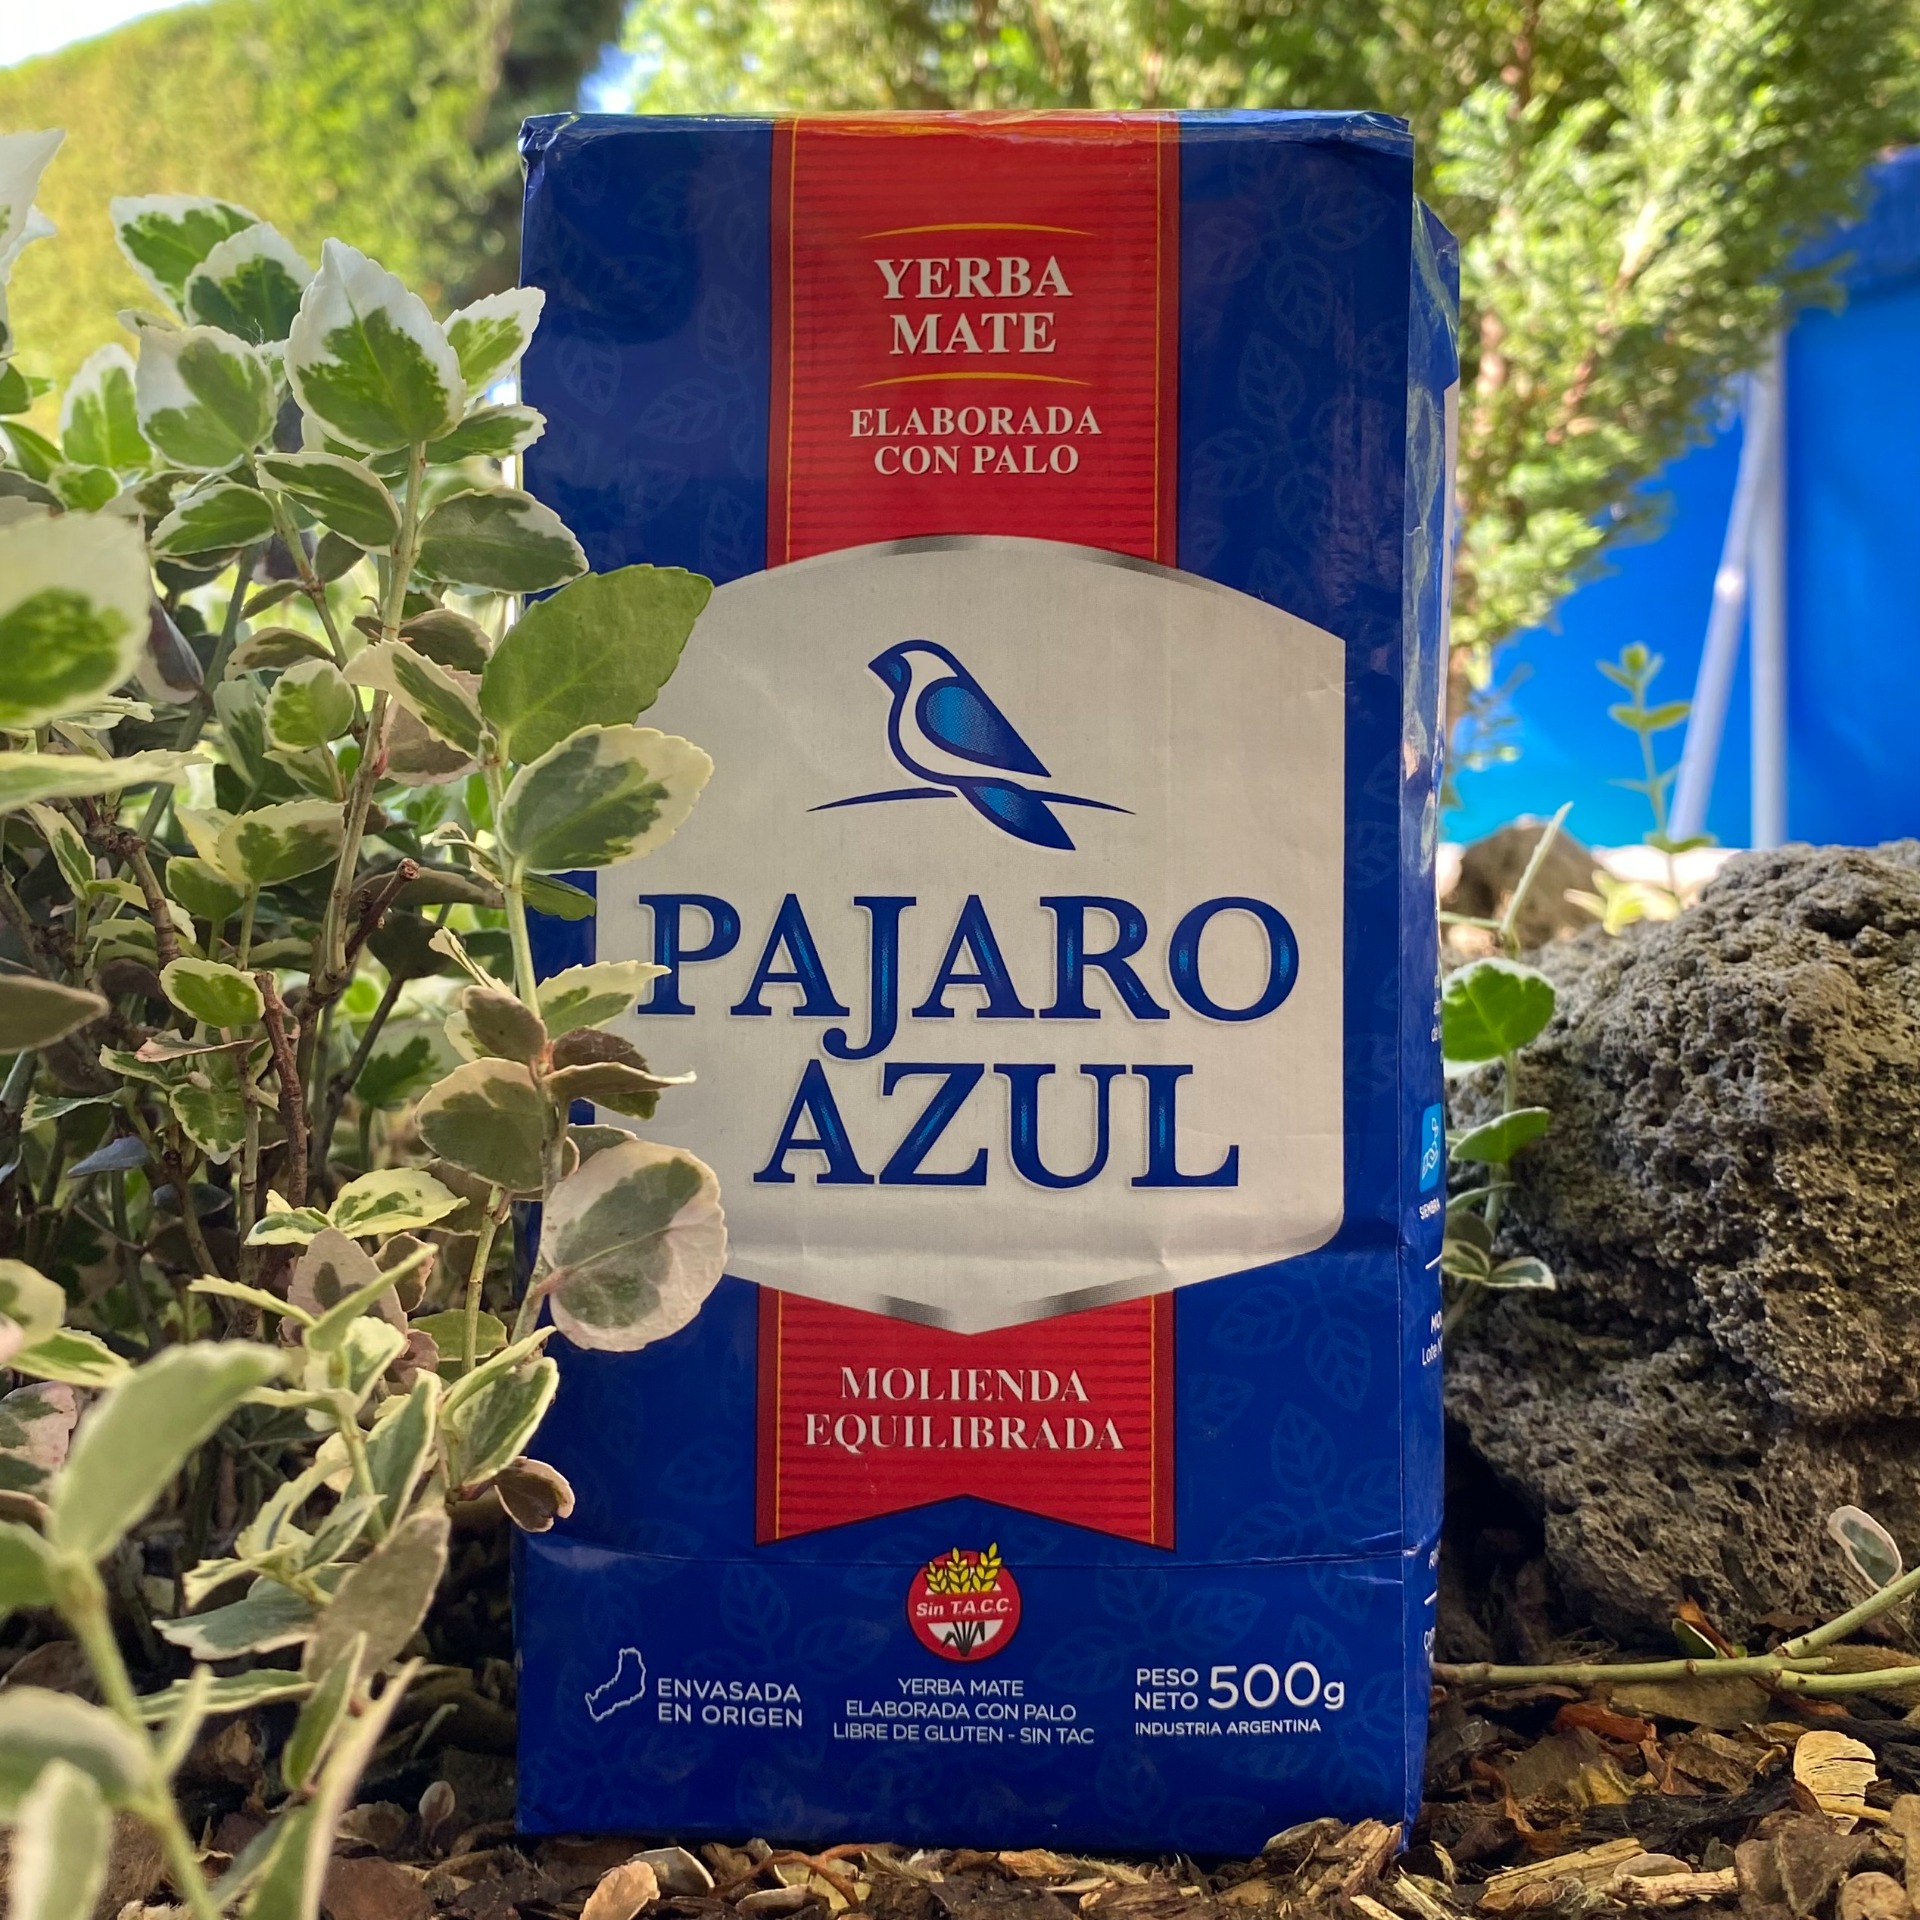 YERBA
MATE
ELABORADA
CON PALO
PAJARO
AZUL
MOLIENDA
EQUILIBRADA
Sin T.A.C.C.
ENVASADA
EN ORIGEN
YERBA MATE
ELABORADA CON PALO
LIBRE DE GLUTEN - SIN TAC
PESO
NETO 500g
INDUSTRIA ARGENTINA
SIEMBRA